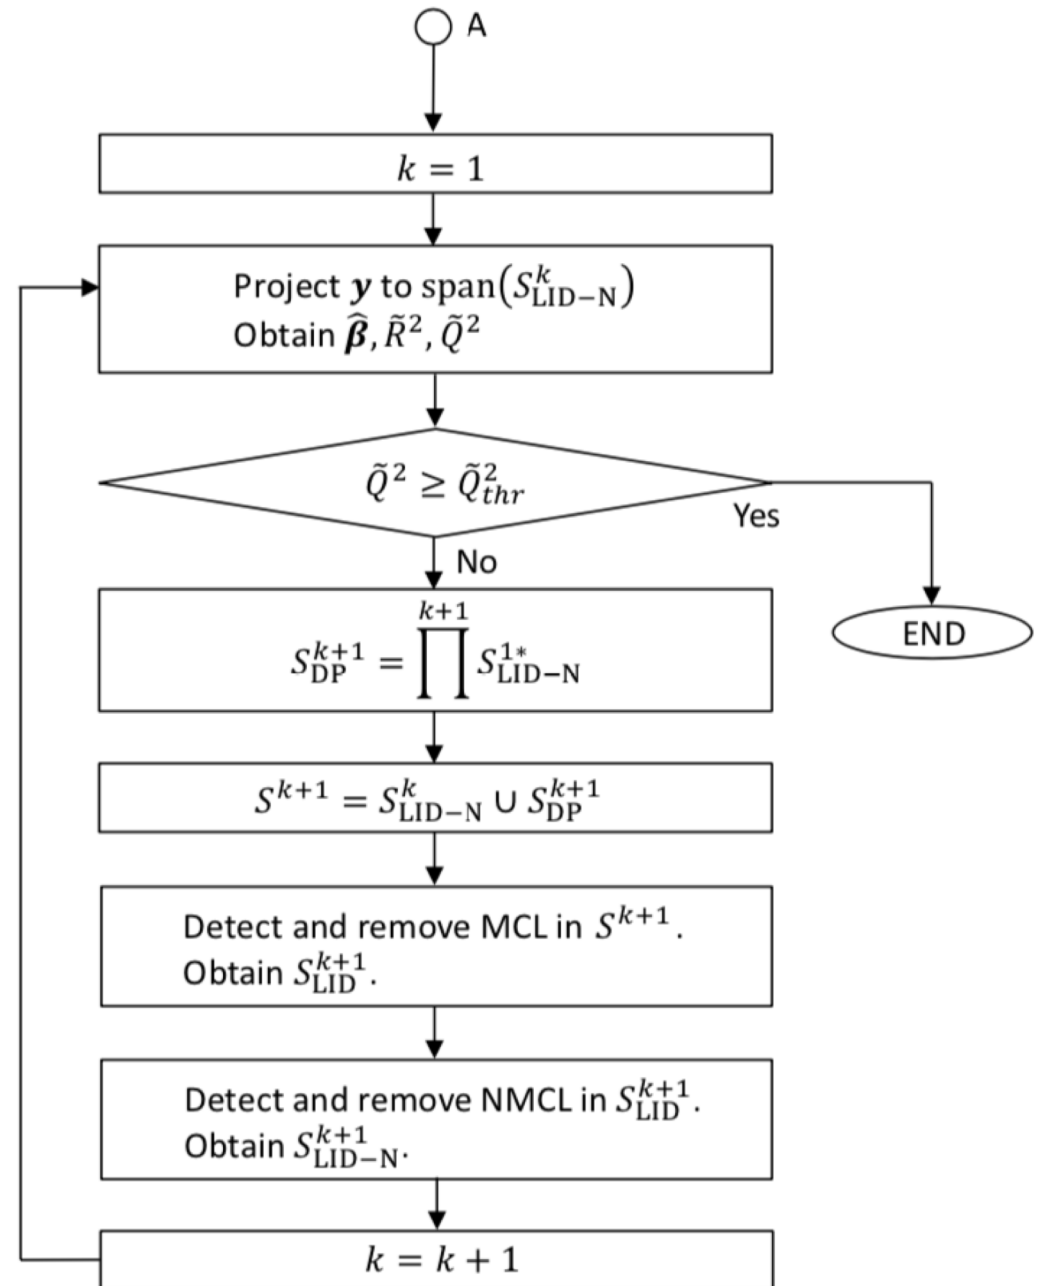 A
k = 1
Project 𝒚 to span(S^k_LID−N)
Obtain 𝜷̂, R̃², Q̃²
Q̃² ≥ Q̃²_thr
Yes
No
END
S^{k+1}_DP = ∏^{k+1} S^{1*}_LID−N
S^{k+1} = S^k_LID−N ∪ S^{k+1}_DP
Detect and remove MCL in S^{k+1}.
Obtain S^{k+1}_LID.
Detect and remove NMCL in S^{k+1}_LID.
Obtain S^{k+1}_LID−N.
k = k + 1